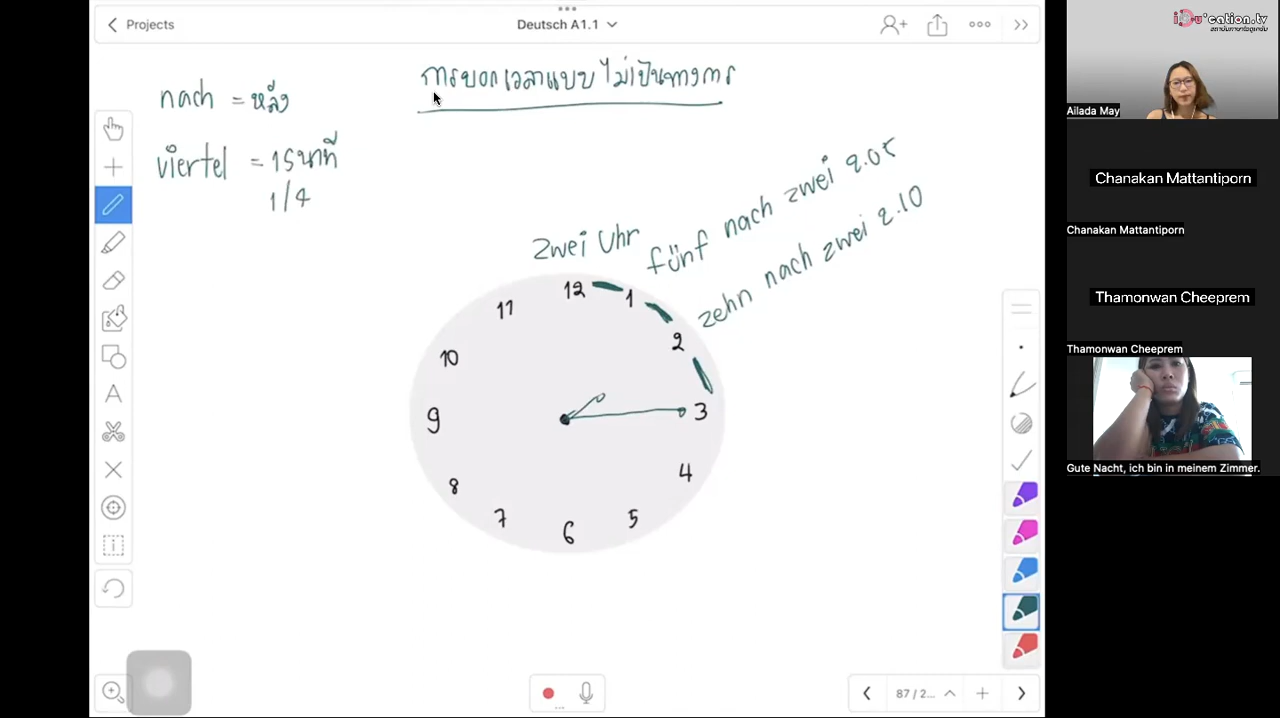 Projects
Deutsch A1.1
การบอกเวลาแบบไม่เป็นทางการ
nach = หลัง
viertel = 15นาที
1/4
zwei Uhr
fünf nach zwei 2.05
zehn nach zwei 2.10
12
1
2
3
4
5
6
7
8
9
10
11
A
87 / 2...
Ailada May
Chanakan Mattantiporn
Chanakan Mattantiporn
Thamonwan Cheeprem
Thamonwan Cheeprem
Gute Nacht, ich bin in meinem Zimmer.